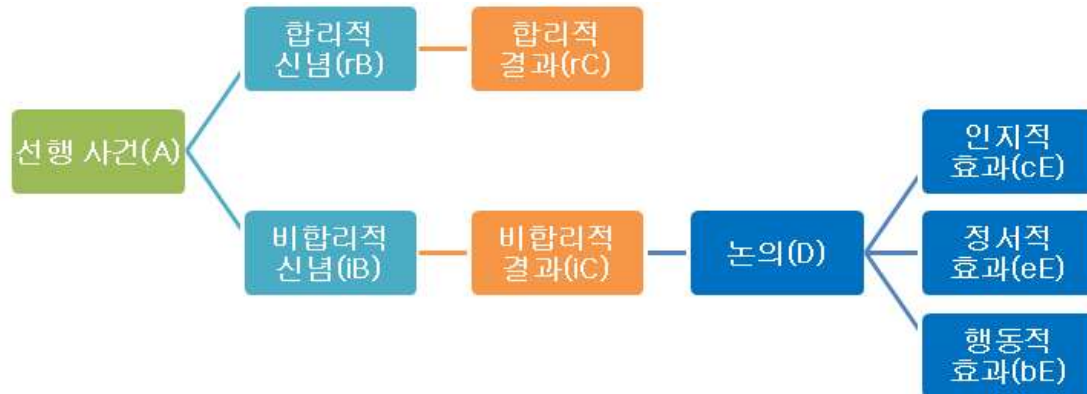 합리적
신념(rB)
합리적
결과(rC)
선행 사건(A)
비합리적
신념(iB)
비합리적
결과(iC)
논의(D)
인지적
효과(cE)
정서적
효과(eE)
행동적
효과(bE)